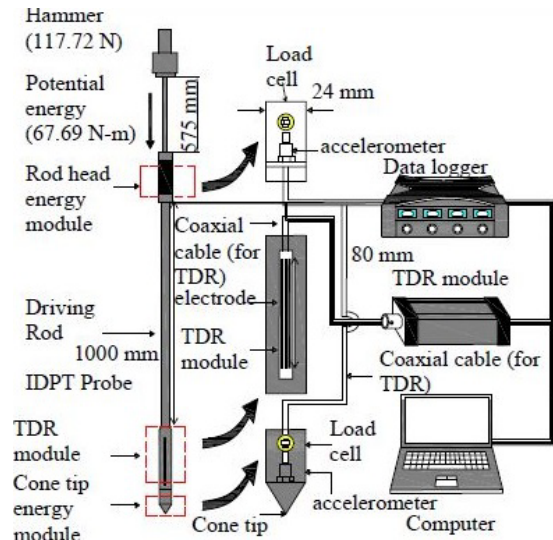 Hammer
(117.72 N)
Potential
energy
(67.69 N-m)
575 mm
Rod head
energy
module
Driving
Rod
1000 mm
IDPT Probe
TDR
module
Cone tip
energy
module
Load
cell
24 mm
accelerometer
Data logger
Coaxial
cable (for
TDR)
electrode
80 mm
TDR module
TDR
module
Coaxial cable (for
TDR)
Load
cell
accelerometer
Cone tip
Computer